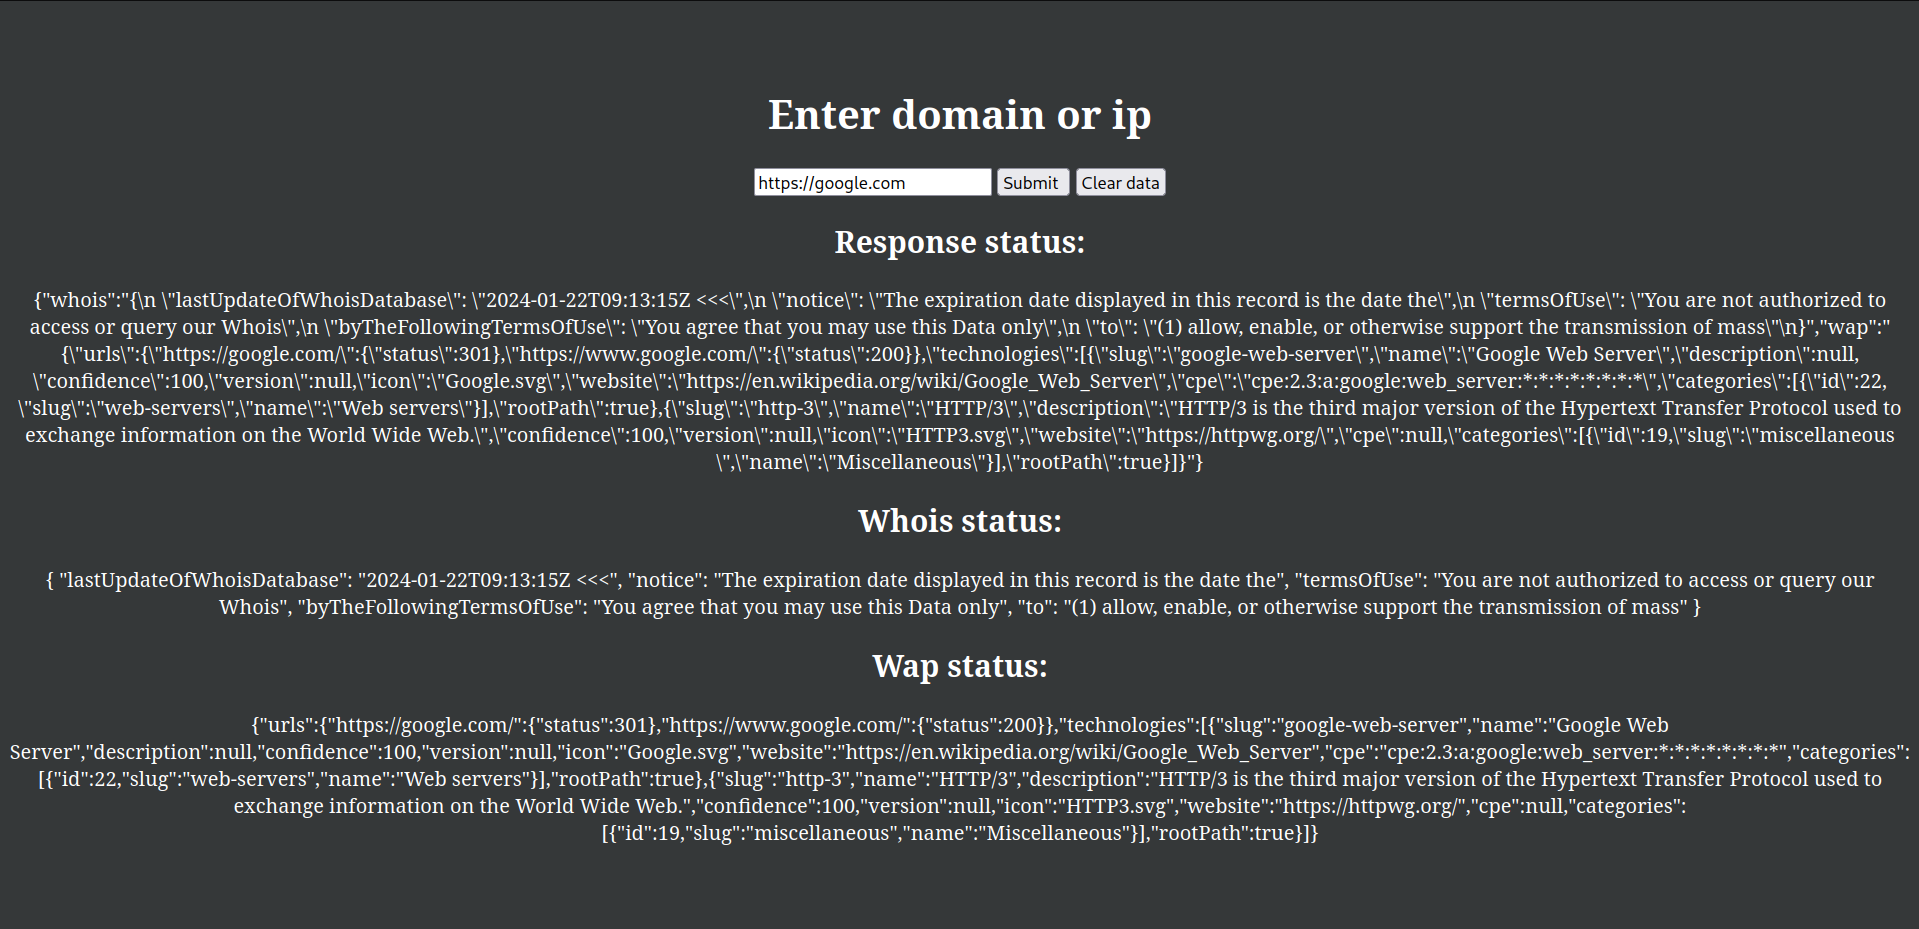 Enter domain or ip
https://google.com Submit Clear data
Response status:
{"whois":"{\n \"lastUpdateOfWhoisDatabase\": \"2024-01-22T09:13:15Z <<<\",\n \"notice\": \"The expiration date displayed in this record is the date the\",\n \"termsOfUse\": \"You are not authorized to
access or query our Whois\",\n \"byTheFollowingTermsOfUse\": \"You agree that you may use this Data only\",\n \"to\": \"(1) allow, enable, or otherwise support the transmission of mass\"\n}","wap":"
{\"urls\":{\"https://google.com/\":{\"status\":301},\"https://www.google.com/\":{\"status\":200}},\"technologies\":[{\"slug\":\"google-web-server\",\"name\":\"Google Web Server\",\"description\":null,
\"confidence\":100,\"version\":null,\"icon\":\"Google.svg\",\"website\":\"https://en.wikipedia.org/wiki/Google_Web_Server\",\"cpe\":\"cpe:2.3:a:google:web_server:*:*:*:*:*:*:*:*\",\"categories\":[{\"id\":22,
\"slug\":\"web-servers\",\"name\":\"Web servers\"}],\"rootPath\":true},{\"slug\":\"http-3\",\"name\":\"HTTP/3\",\"description\":\"HTTP/3 is the third major version of the Hypertext Transfer Protocol used to
exchange information on the World Wide Web.\",\"confidence\":100,\"version\":null,\"icon\":\"HTTP3.svg\",\"website\":\"https://httpwg.org/\",\"cpe\":null,\"categories\":[{\"id\":19,\"slug\":\"miscellaneous
\",\"name\":\"Miscellaneous\"}],\"rootPath\":true}]}"}
Whois status:
{ "lastUpdateOfWhoisDatabase": "2024-01-22T09:13:15Z <<<", "notice": "The expiration date displayed in this record is the date the", "termsOfUse": "You are not authorized to access or query our
Whois", "byTheFollowingTermsOfUse": "You agree that you may use this Data only", "to": "(1) allow, enable, or otherwise support the transmission of mass" }
Wap status:
{"urls":{"https://google.com/":{"status":301},"https://www.google.com/":{"status":200}},"technologies":[{"slug":"google-web-server","name":"Google Web
Server","description":null,"confidence":100,"version":null,"icon":"Google.svg","website":"https://en.wikipedia.org/wiki/Google_Web_Server","cpe":"cpe:2.3:a:google:web_server:*:*:*:*:*:*:*:*","categories":
[{"id":22,"slug":"web-servers","name":"Web servers"}],"rootPath":true},{"slug":"http-3","name":"HTTP/3","description":"HTTP/3 is the third major version of the Hypertext Transfer Protocol used to
exchange information on the World Wide Web.","confidence":100,"version":null,"icon":"HTTP3.svg","website":"https://httpwg.org/","cpe":null,"categories":
[{"id":19,"slug":"miscellaneous","name":"Miscellaneous"}],"rootPath":true}]}